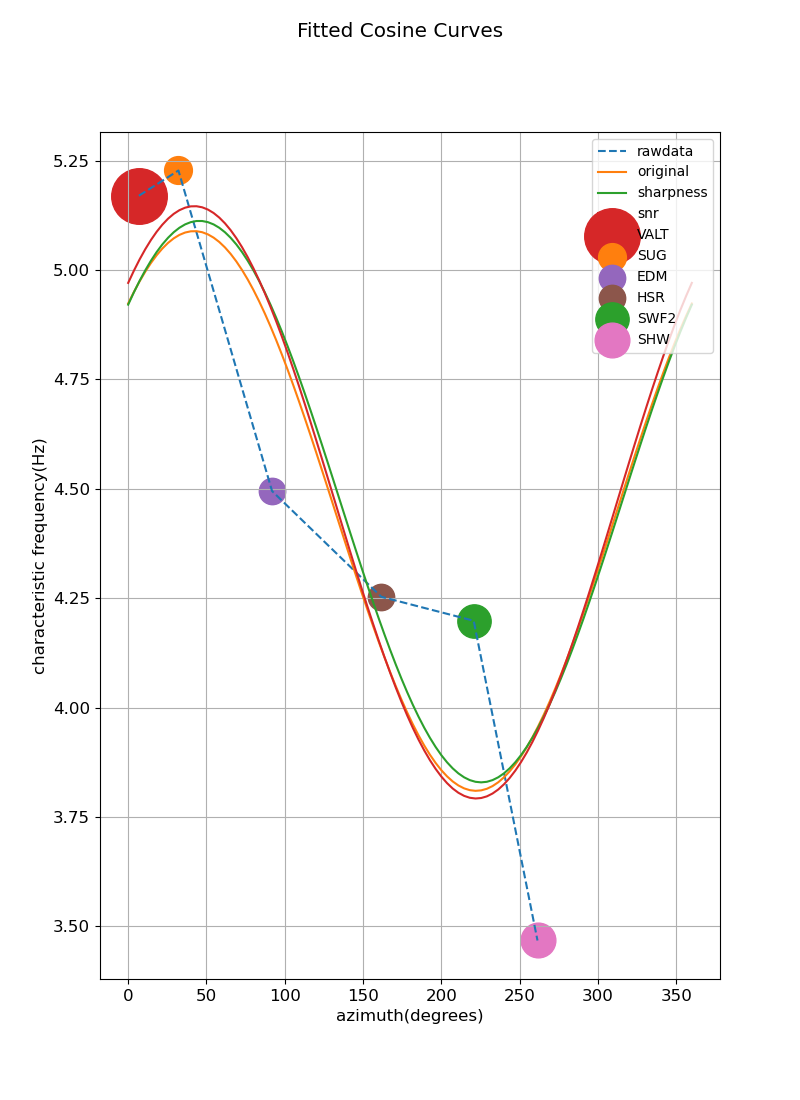 Fitted Cosine Curves
rawdata
original
sharpness
snr
VALT
SUG
EDM
HSR
SWF2
SHW
5.25
5.00
4.75
4.50
4.25
4.00
3.75
3.50
characteristic frequency(Hz)
0 50 100 150 200 250 300 350
azimuth(degrees)